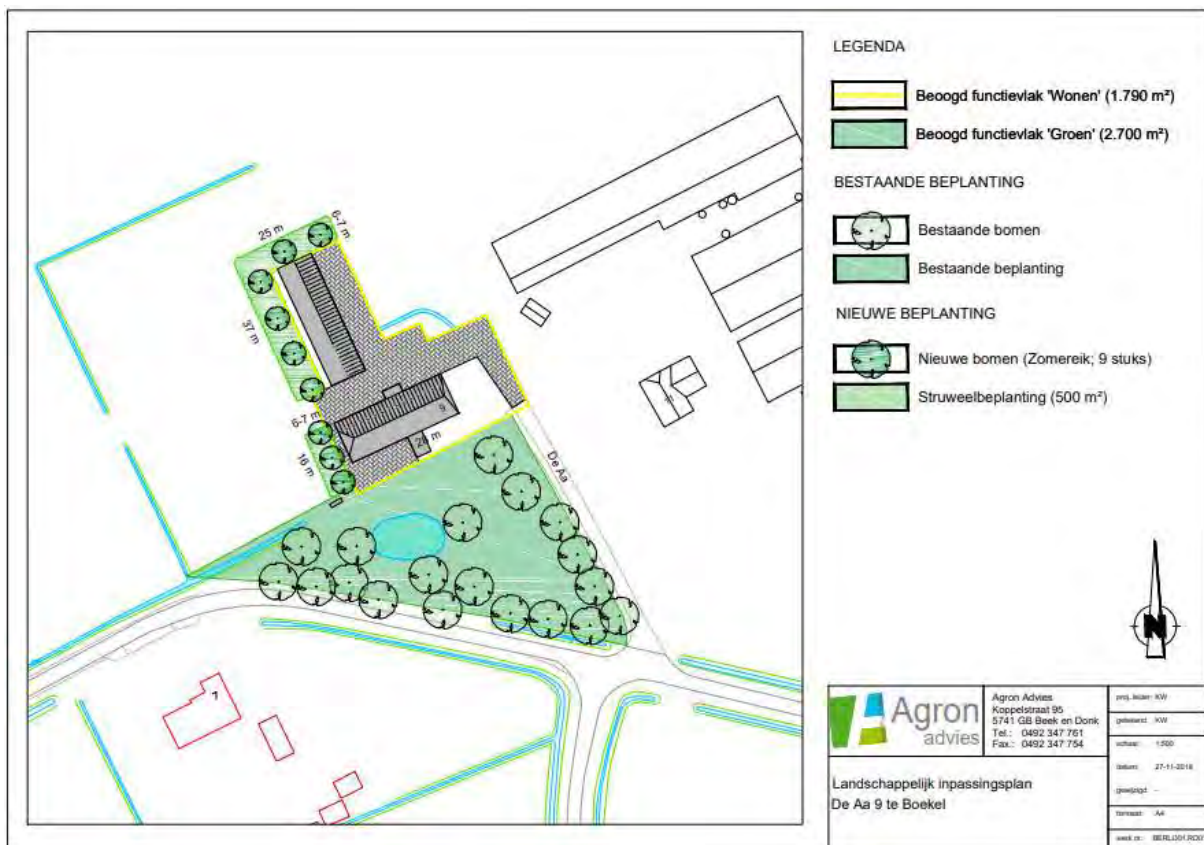 LEGENDA
Beoogd functievlak 'Wonen' (1.790 m²)
Beoogd functievlak 'Groen' (2.700 m²)
BESTAANDE BEPLANTING
Bestaande bomen
Bestaande beplanting
NIEUWE BEPLANTING
Nieuwe bomen (Zomereik; 9 stuks)
Struweelbeplanting (500 m²)
25 m
6-7 m
37 m
6-7 m
16 m
9
26 m
De Aa
11
7
N
Agron
advies
Agron Advies
Koppelstraat 95
5741 GB Beek en Donk
Tel.: 0492 347 761
Fax.: 0492 347 754
proj. leider: KW
getekend: KW
schaal: 1:500
datum: 27-11-2018
gewijzigd: -
formaat: A4
Landschappelijk inpassingsplan
De Aa 9 te Boekel